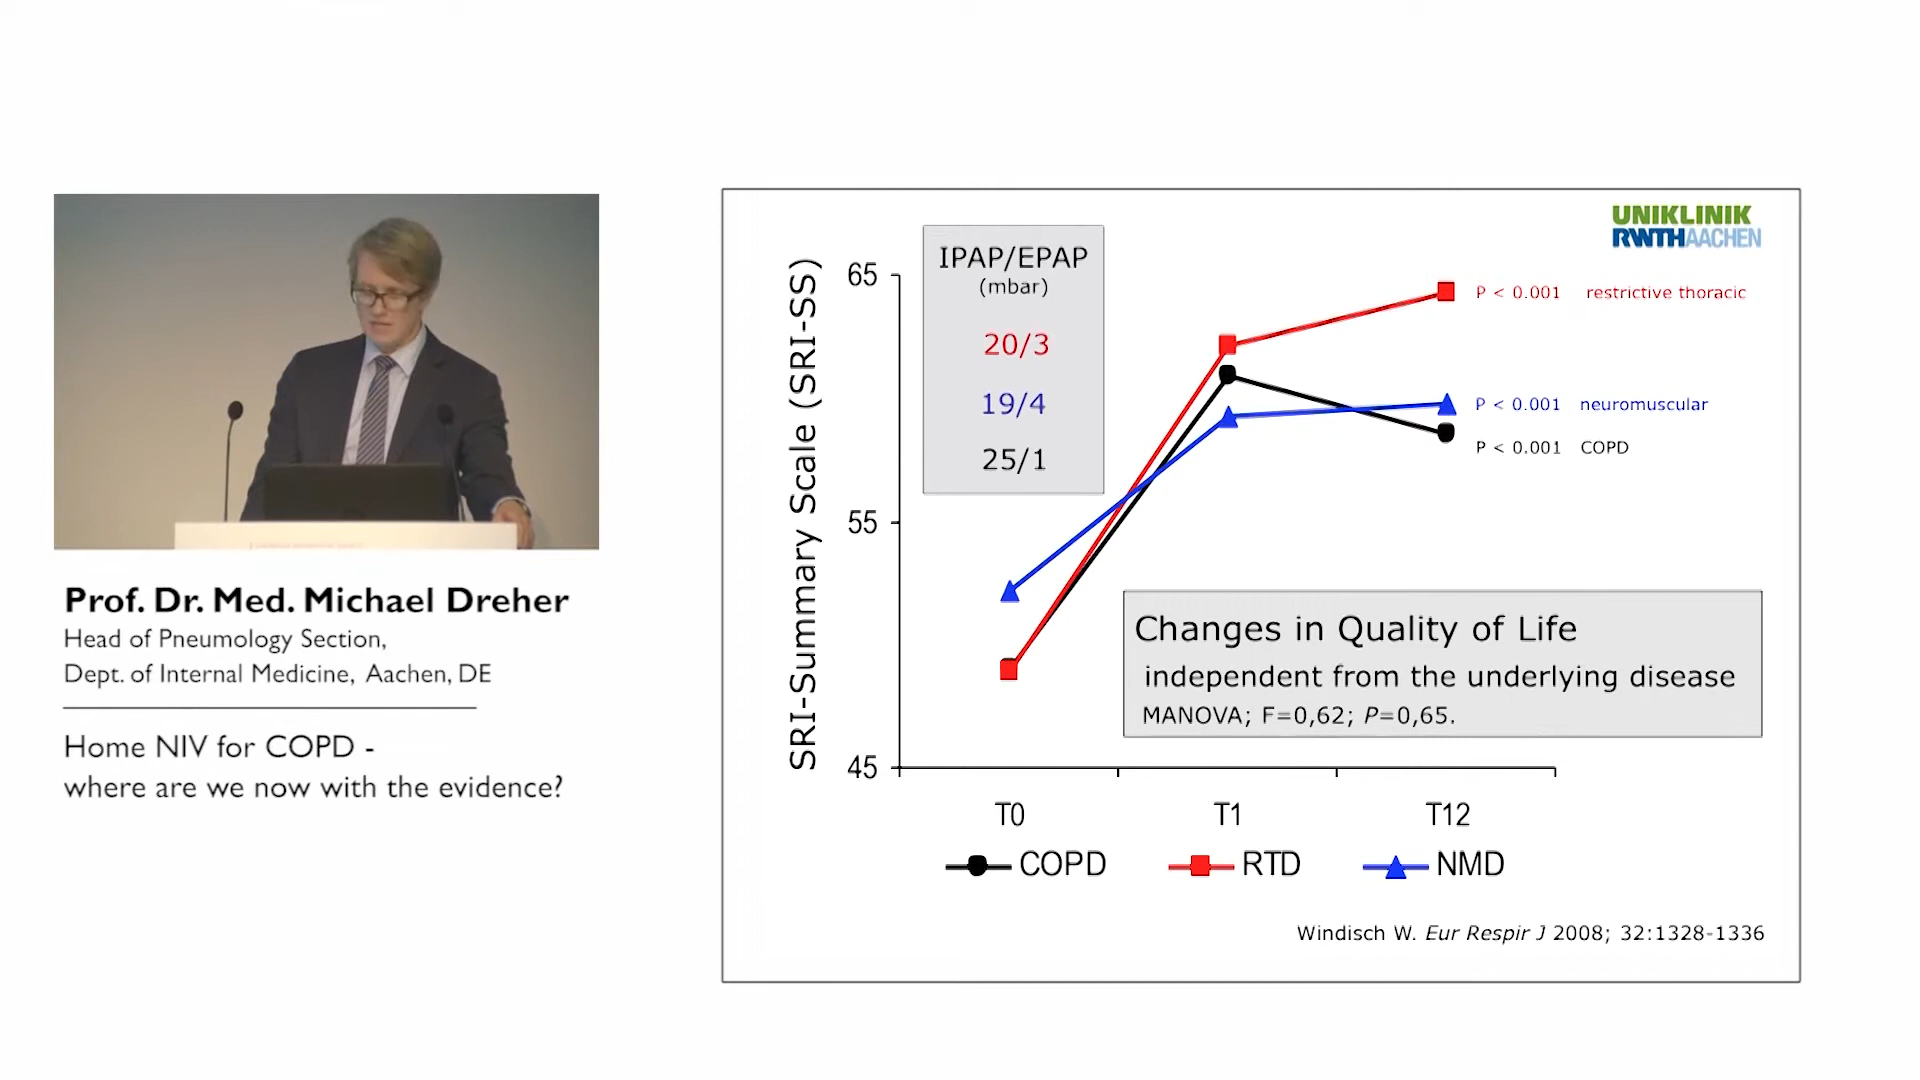 Prof. Dr. Med. Michael Dreher
Head of Pneumology Section,
Dept. of Internal Medicine, Aachen, DE
Home NIV for COPD -
where are we now with the evidence?
UNIKLINIK
RWTHAACHEN
IPAP/EPAP
(mbar)
20/3
19/4
25/1
SRI-Summary Scale (SRI-SS)
65
55
45
P < 0.001 restrictive thoracic
P < 0.001 neuromuscular
P < 0.001 COPD
Changes in Quality of Life
independent from the underlying disease
MANOVA; F=0,62; P=0,65.
T0 T1 T12
COPD RTD NMD
Windisch W. Eur Respir J 2008; 32:1328-1336